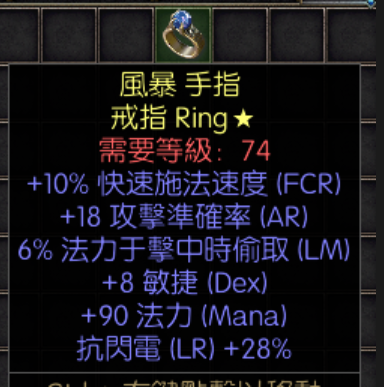 風暴 手指
戒指 Ring★
需要等級: 74
+10% 快速施法速度 (FCR)
+18 攻擊準確率 (AR)
6% 法力于擊中時偷取 (LM)
+8 敏捷 (Dex)
+90 法力 (Mana)
抗閃電 (LR) +28%